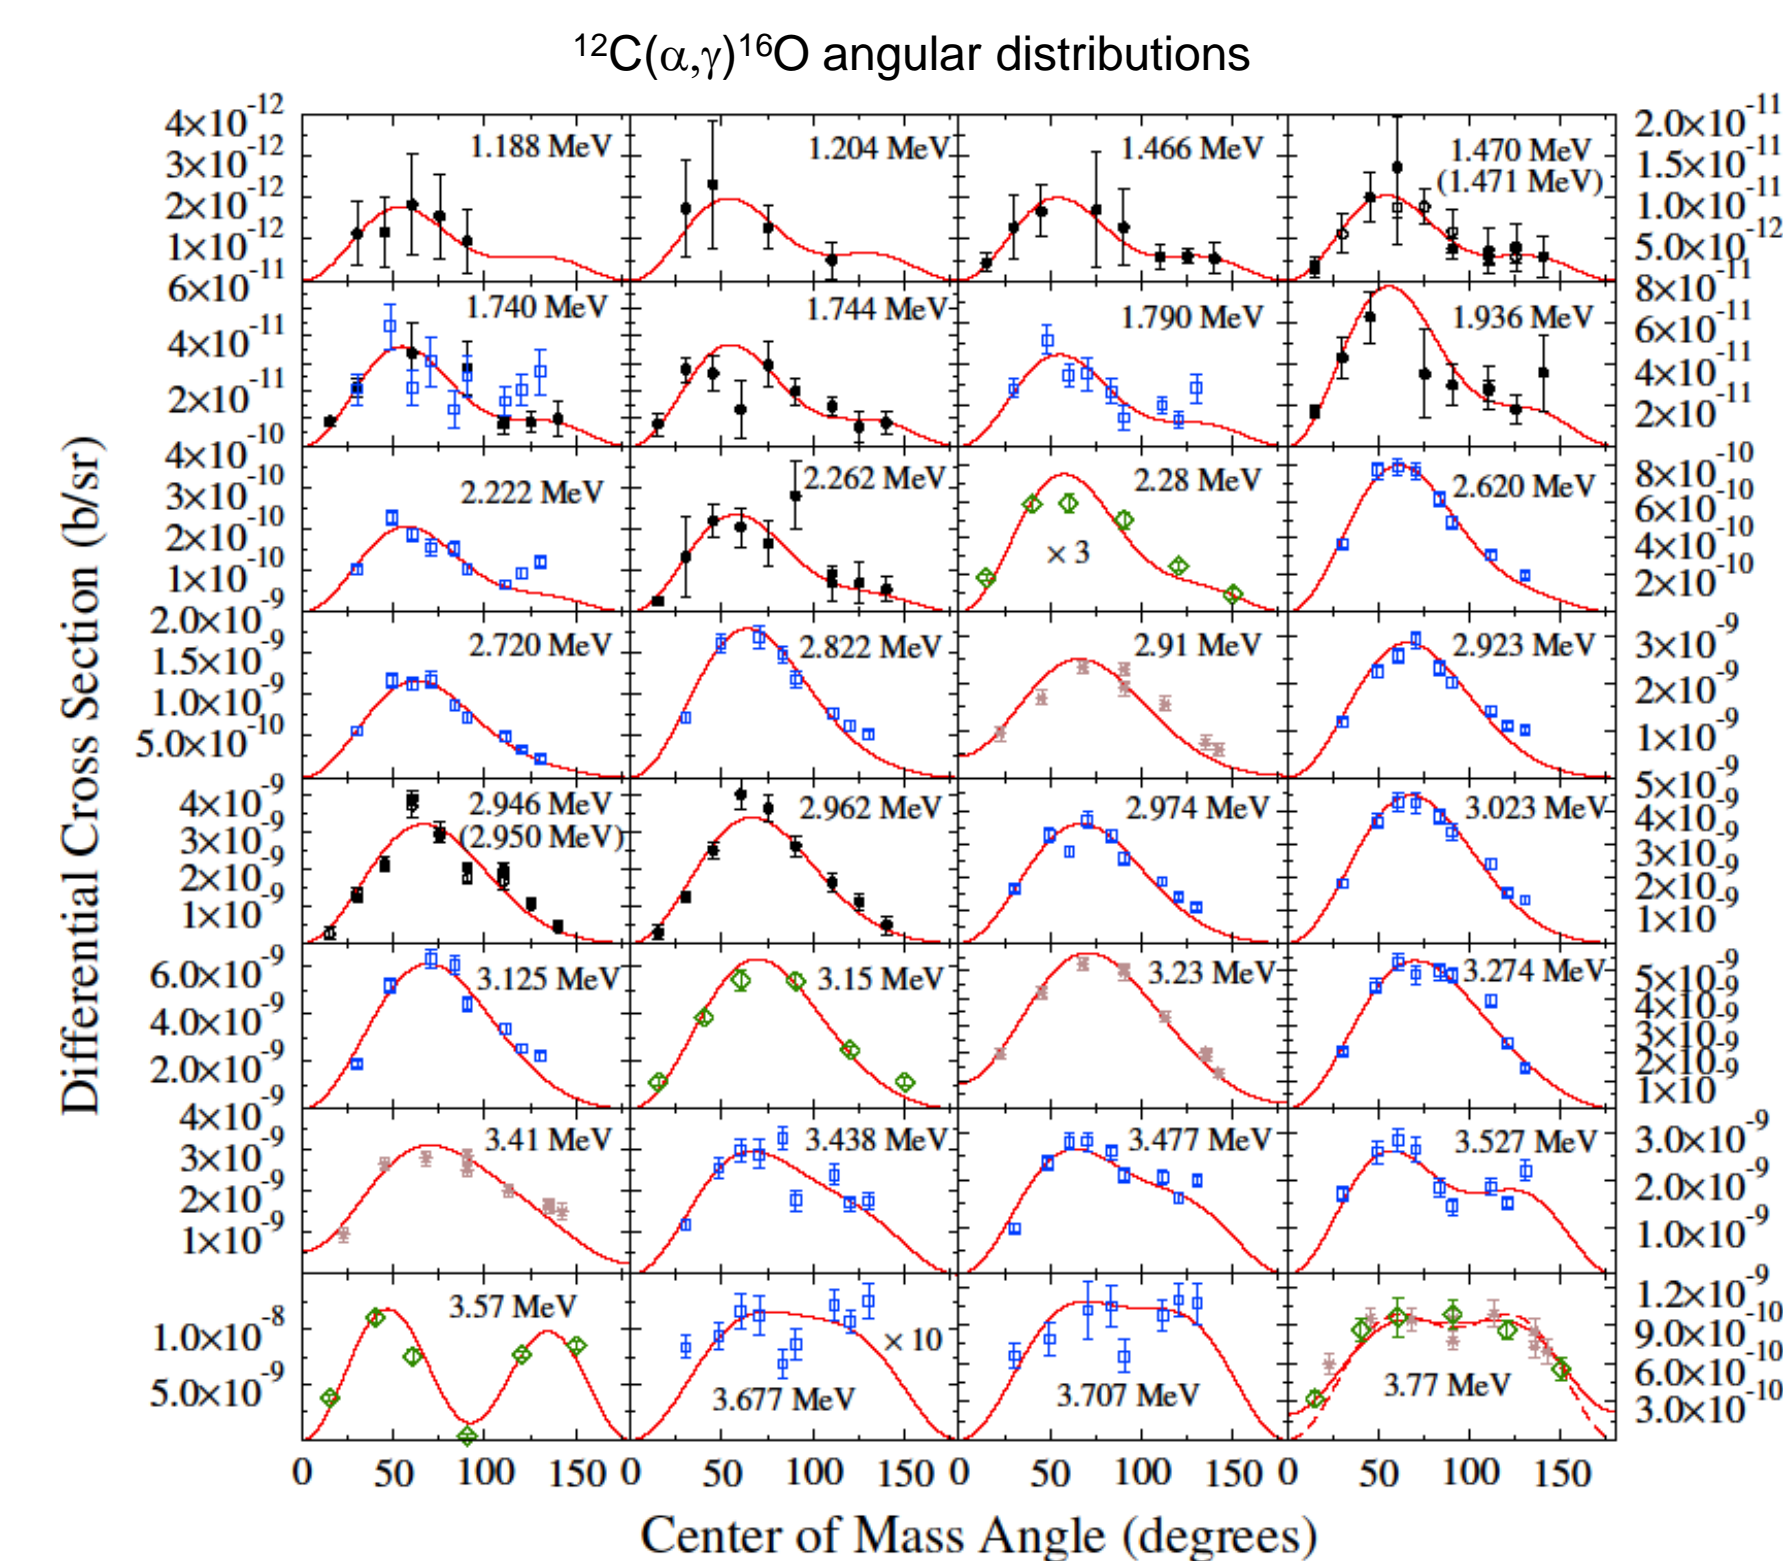 ¹²C(α,γ)¹⁶O angular distributions
4×10⁻¹² 1.188 MeV 1.204 MeV 1.466 MeV 1.470 MeV 2.0×10⁻¹¹
3×10⁻¹² (1.471 MeV) 1.5×10⁻¹¹
2×10⁻¹² 1.0×10⁻¹¹
1×10⁻¹² 5.0×10⁻¹²
6×10⁻¹¹ 1.740 MeV 1.744 MeV 1.790 MeV 1.936 MeV 8×10⁻¹¹
4×10⁻¹¹ 6×10⁻¹¹
2×10⁻¹¹ 4×10⁻¹¹
2×10⁻¹¹
4×10⁻¹⁰ 2.222 MeV 2.262 MeV 2.28 MeV 2.620 MeV 8×10⁻¹⁰
3×10⁻¹⁰ × 3 6×10⁻¹⁰
2×10⁻¹⁰ 4×10⁻¹⁰
1×10⁻¹⁰ 2×10⁻¹⁰
2.0×10⁻⁹ 2.720 MeV 2.822 MeV 2.91 MeV 2.923 MeV 3×10⁻⁹
1.5×10⁻⁹ 2×10⁻⁹
1.0×10⁻⁹ 1×10⁻⁹
5.0×10⁻¹⁰
4×10⁻⁹ 2.946 MeV 2.962 MeV 2.974 MeV 3.023 MeV 5×10⁻⁹
3×10⁻⁹ (2.950 MeV) 4×10⁻⁹
2×10⁻⁹ 3×10⁻⁹
1×10⁻⁹ 2×10⁻⁹
1×10⁻⁹
6.0×10⁻⁹ 3.125 MeV 3.15 MeV 3.23 MeV 3.274 MeV 5×10⁻⁹
4.0×10⁻⁹ 4×10⁻⁹
2.0×10⁻⁹ 3×10⁻⁹
2×10⁻⁹
1×10⁻⁹
4×10⁻⁹ 3.41 MeV 3.438 MeV 3.477 MeV 3.527 MeV 3.0×10⁻⁹
3×10⁻⁹ 2.0×10⁻⁹
2×10⁻⁹ 1.0×10⁻⁹
1×10⁻⁹
3.57 MeV 3.677 MeV 3.707 MeV 3.77 MeV 1.2×10⁻⁹
1.0×10⁻⁸ × 10 9.0×10⁻¹⁰
5.0×10⁻⁹ 6.0×10⁻¹⁰
3.0×10⁻¹⁰
0 50 100 150 0 50 100 150 0 50 100 150 0 50 100 150
Center of Mass Angle (degrees)
Differential Cross Section (b/sr)